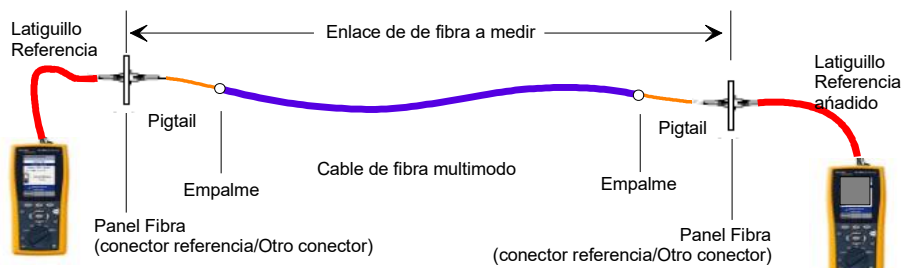 Latiguillo
Referencia
Enlace de de fibra a medir
Latiguillo
Referencia
ańadido
Pigtail
Pigtail
Empalme
Cable de fibra multimodo
Empalme
Panel Fibra
(conector referencia/Otro conector)
Panel Fibra
(conector referencia/Otro conector)